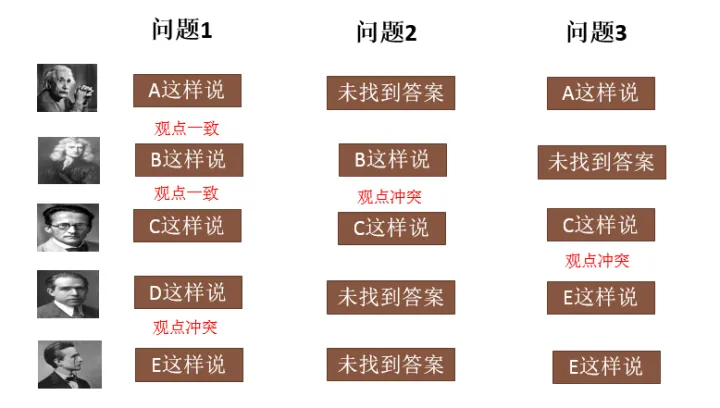 问题1 问题2 问题3
A这样说 未找到答案 A这样说
观点一致
B这样说 B这样说 未找到答案
观点一致 观点冲突
C这样说 C这样说 C这样说
观点冲突
D这样说 未找到答案 E这样说
观点冲突
E这样说 未找到答案 E这样说